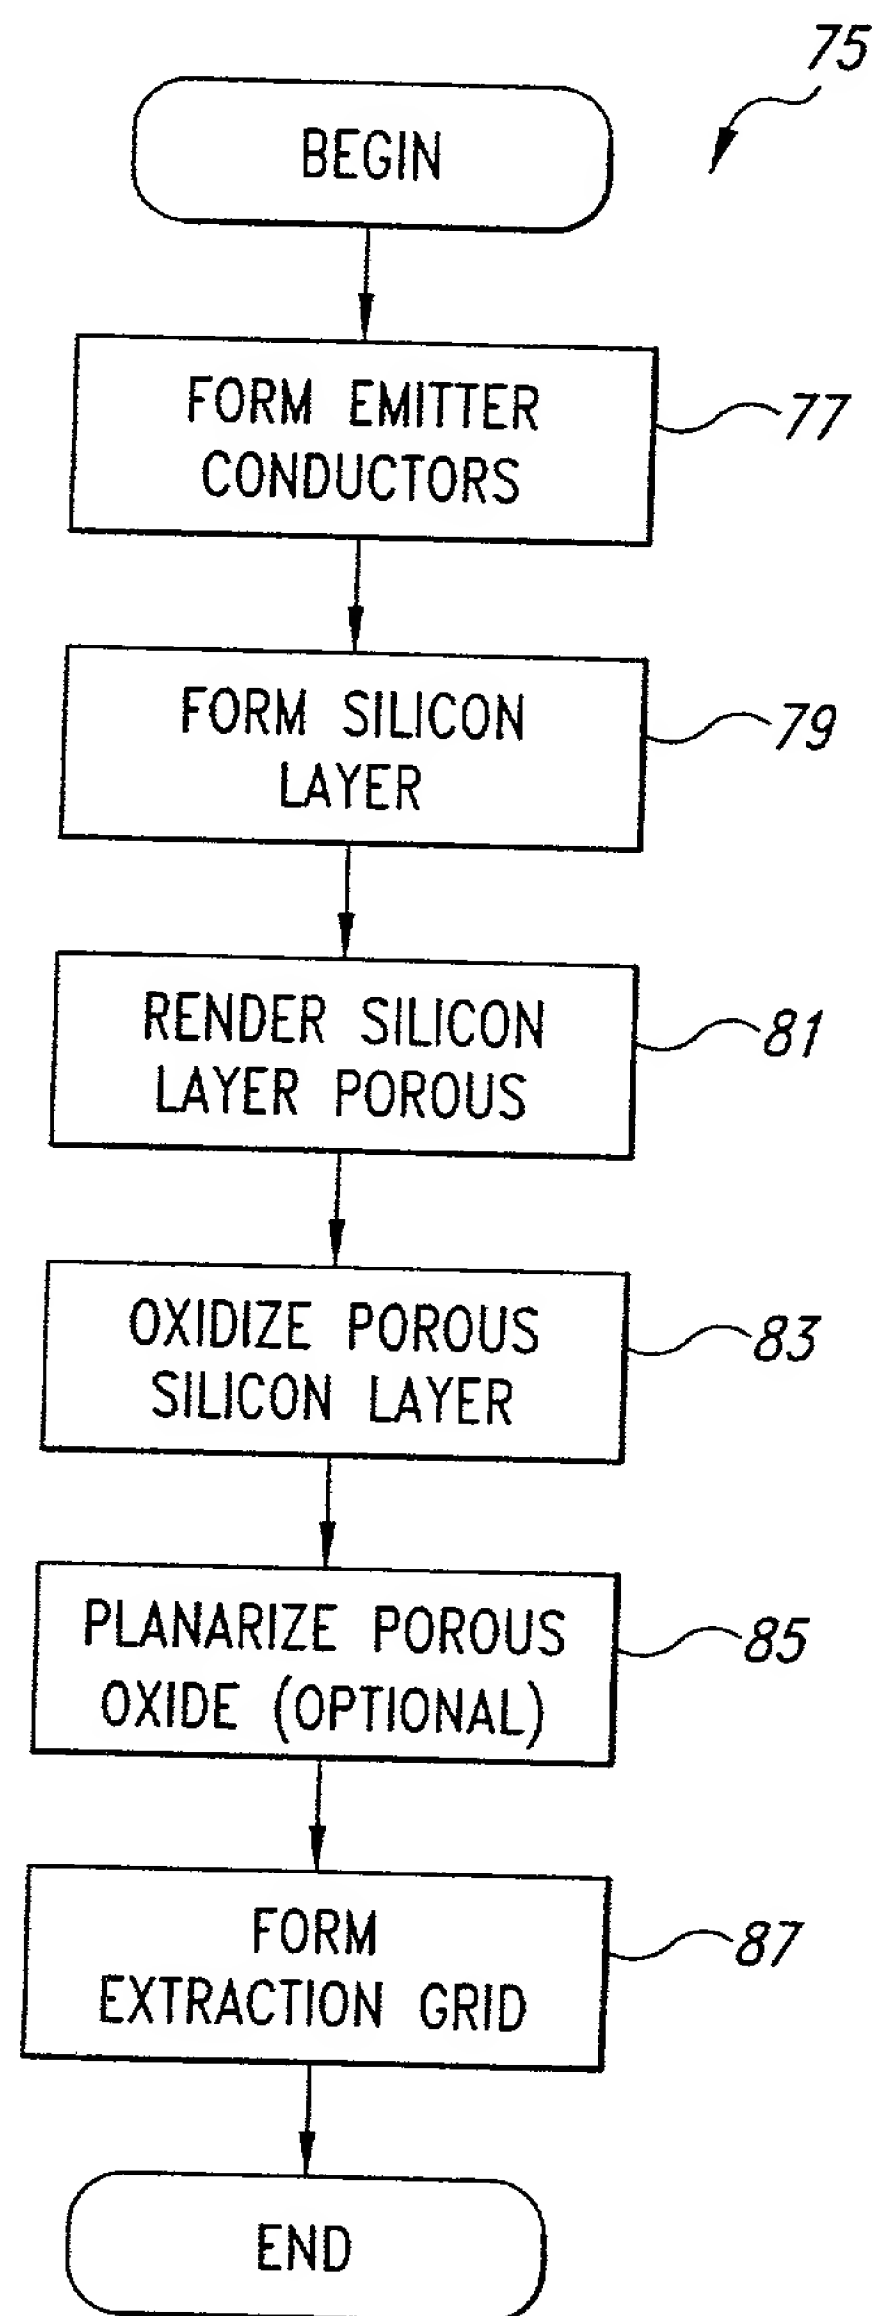 75
BEGIN
FORM EMITTER
CONDUCTORS
77
FORM SILICON
LAYER
79
RENDER SILICON
LAYER POROUS
81
OXIDIZE POROUS
SILICON LAYER
83
PLANARIZE POROUS
OXIDE (OPTIONAL)
85
FORM
EXTRACTION GRID
87
END